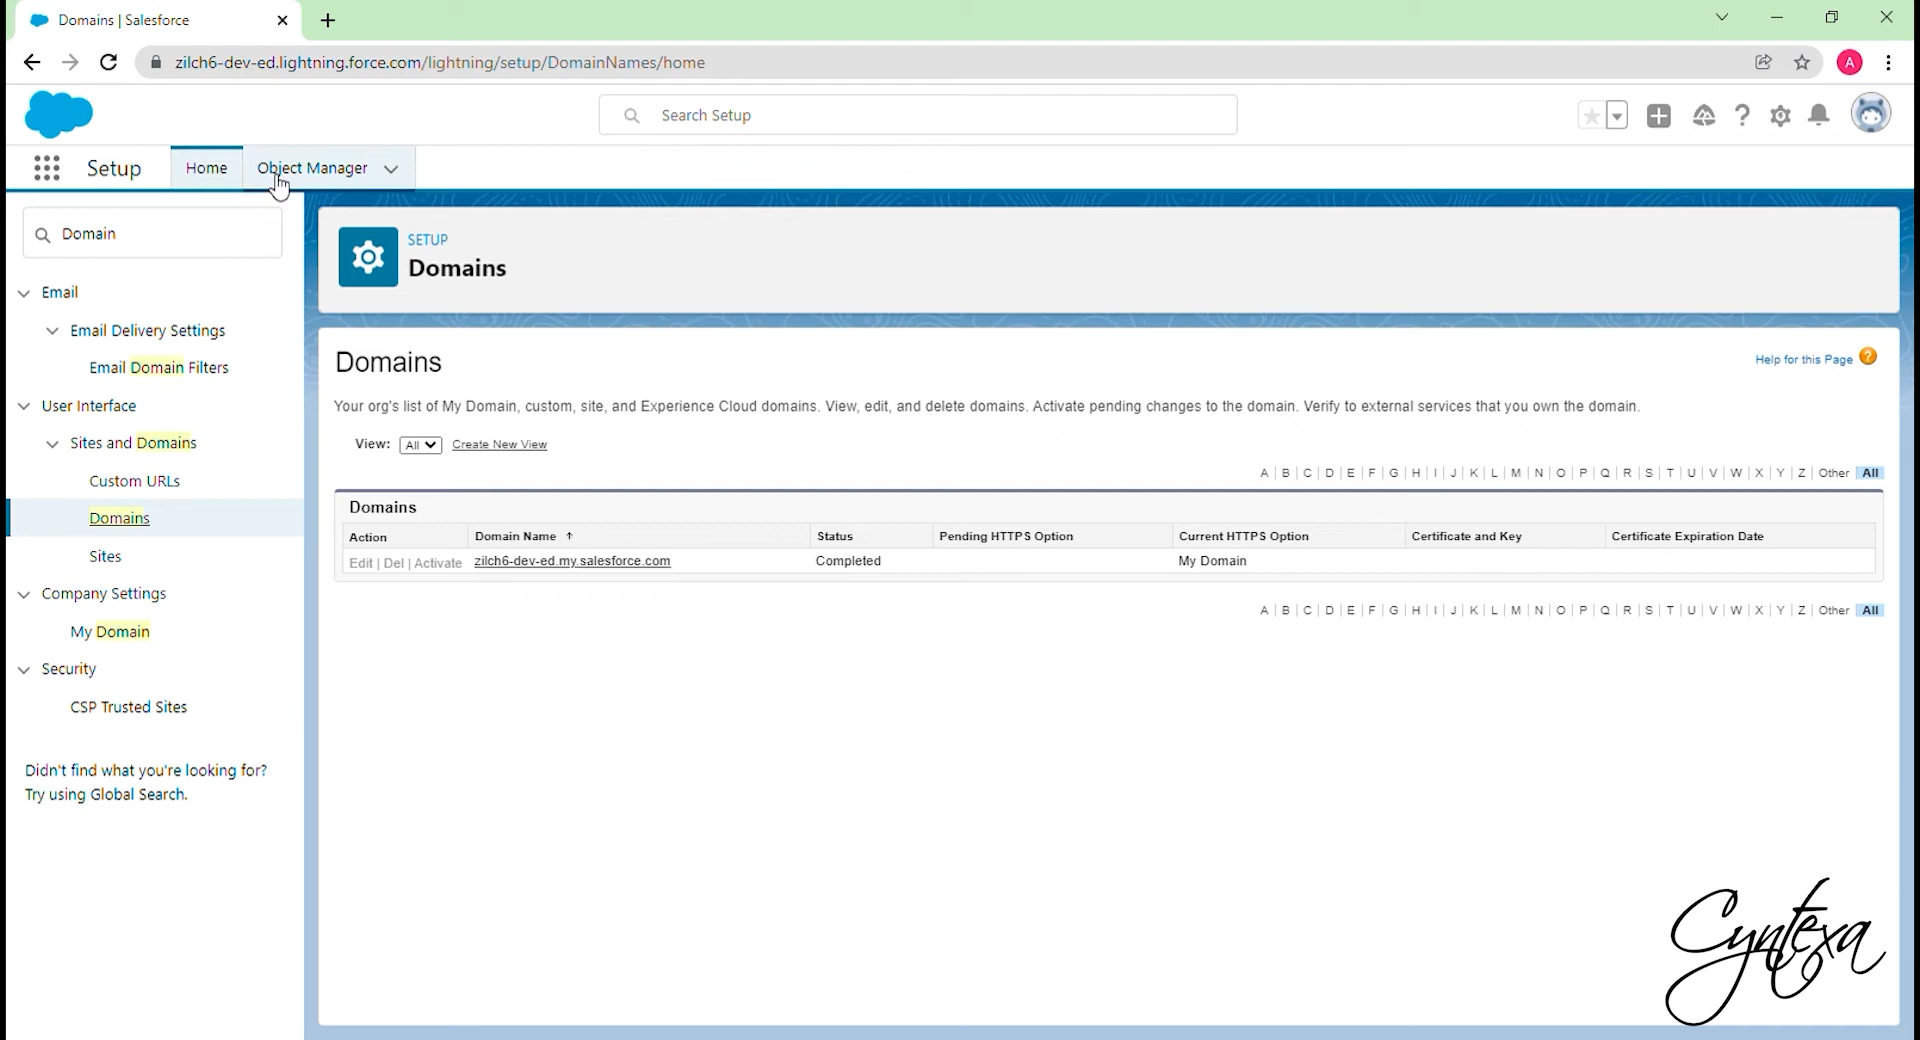 Domains | Salesforce
zilch6-dev-ed.lightning.force.com/lightning/setup/DomainNames/home
A
Search Setup
Setup
Home
Object Manager
Domain
Email
Email Delivery Settings
Email Domain Filters
User Interface
Sites and Domains
Custom URLs
Domains
Sites
Company Settings
My Domain
Security
CSP Trusted Sites
Didn't find what you're looking for?
Try using Global Search.
SETUP
Domains
Domains
Help for this Page ?
Your org's list of My Domain, custom, site, and Experience Cloud domains. View, edit, and delete domains. Activate pending changes to the domain. Verify to external services that you own the domain.
View: All Create New View
A | B | C | D | E | F | G | H | I | J | K | L | M | N | O | P | Q | R | S | T | U | V | W | X | Y | Z | Other All
Domains
Action Domain Name ↑ Status Pending HTTPS Option Current HTTPS Option Certificate and Key Certificate Expiration Date
Edit | Del | Activate zilch6-dev-ed.my.salesforce.com Completed My Domain
A | B | C | D | E | F | G | H | I | J | K | L | M | N | O | P | Q | R | S | T | U | V | W | X | Y | Z | Other All
Cyntexa